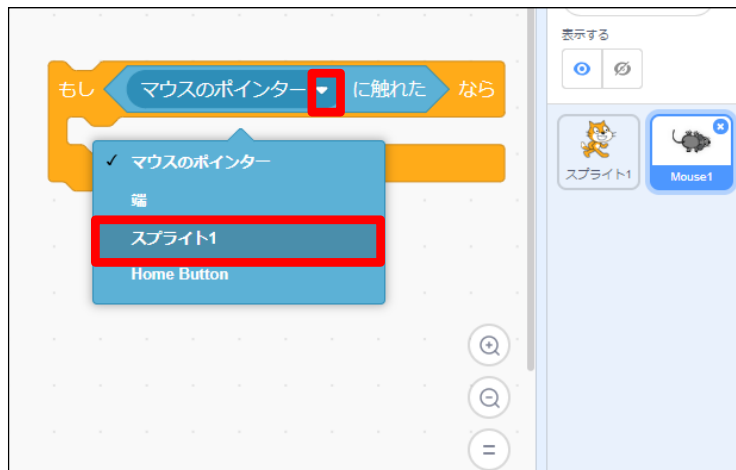 表示する
もし マウスのポインター に触れた なら
✓ マウスのポインター
端
スプライト1
Home Button
スプライト1
Mouse1